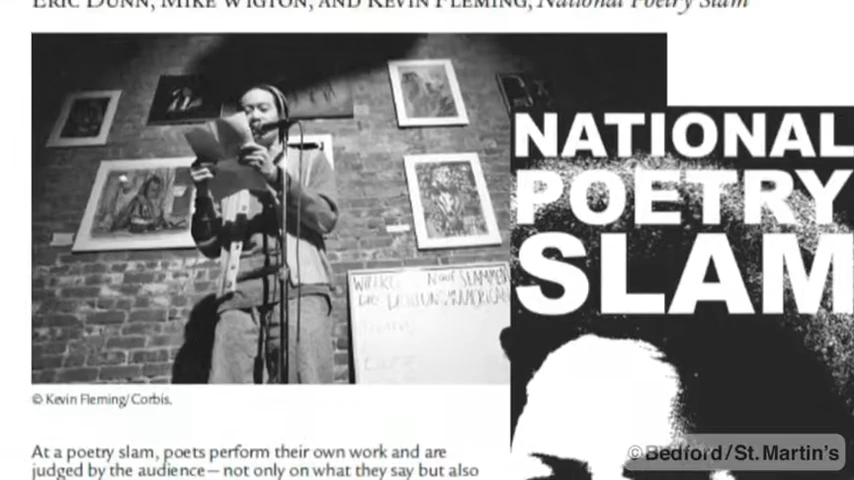 ERIC DUNN, MIKE WIGTON, AND KEVIN FLEMING, National Poetry Slam
NATIONAL
POETRY
SLAM
© Kevin Fleming/Corbis.
At a poetry slam, poets perform their own work and are
judged by the audience—not only on what they say but also
©Bedford/St. Martin's